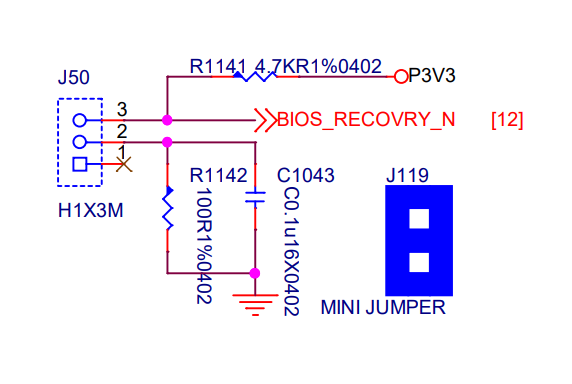 R1141 4.7KR1%0402
P3V3
J50
3
BIOS_RECOVRY_N [12]
2
1
H1X3M
R1142
100R1%0402
C1043
C0.1u16X0402
J119
MINI JUMPER